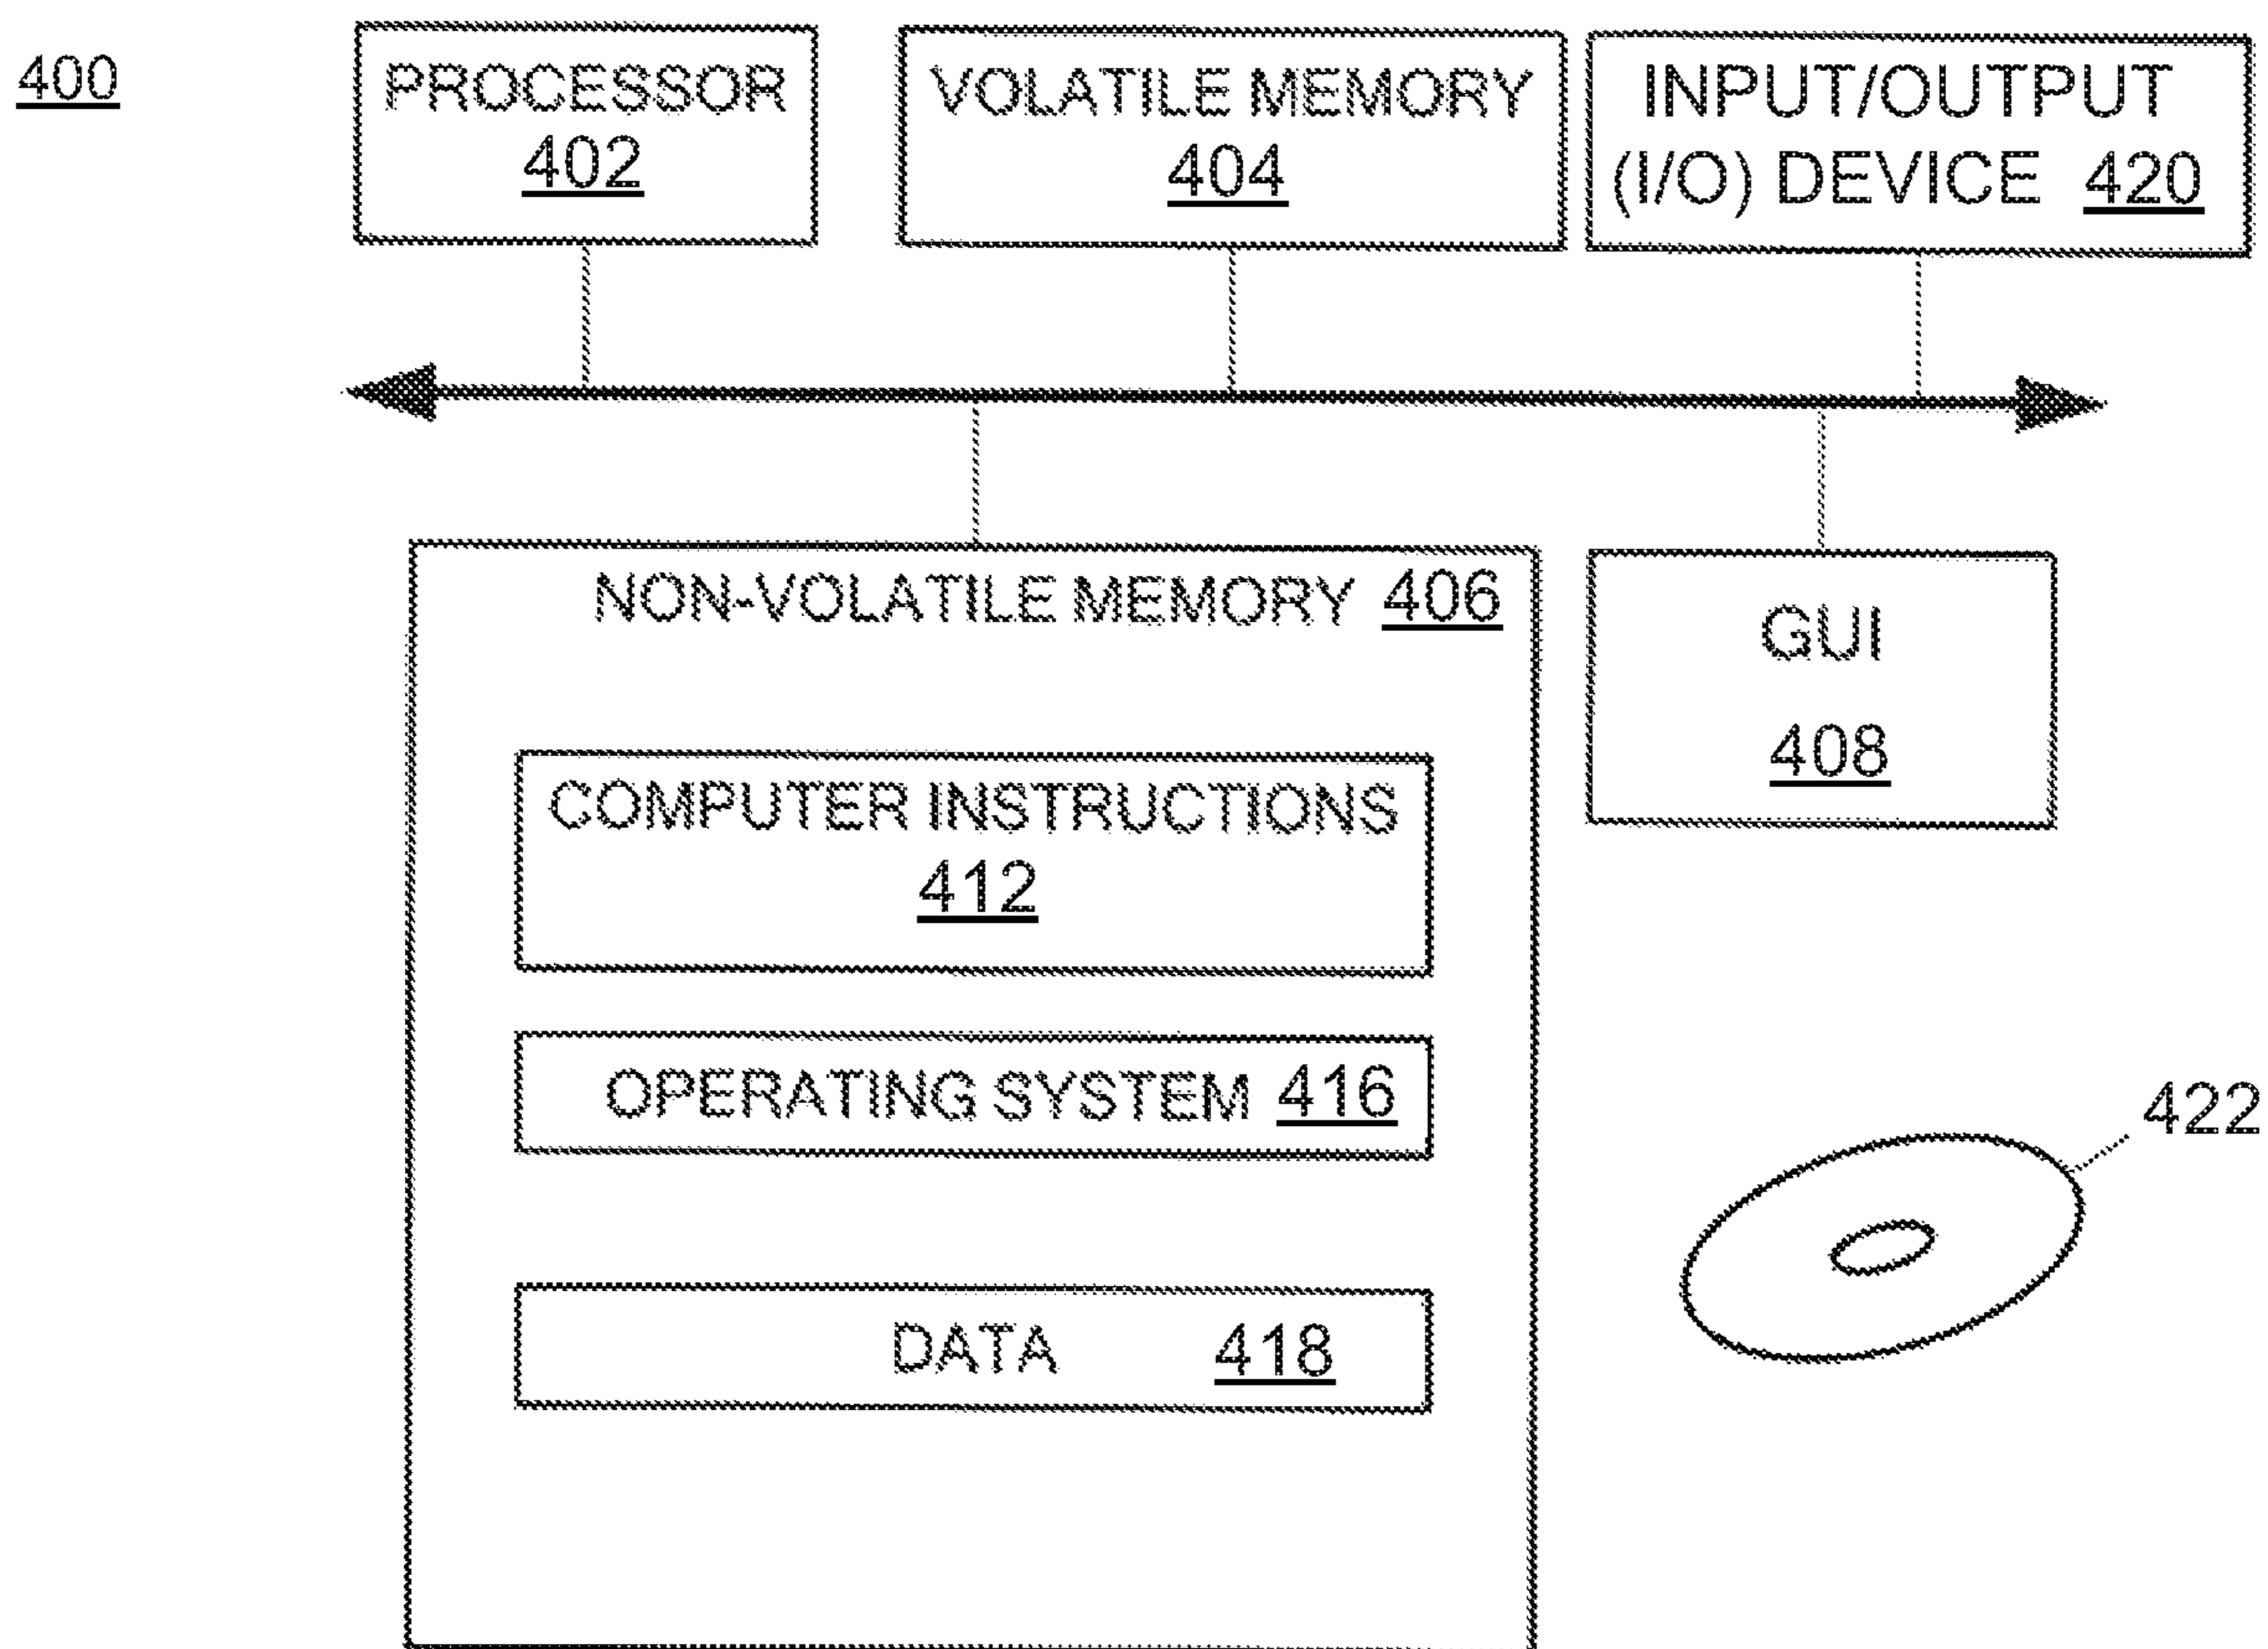 400
PROCESSOR
402
VOLATILE MEMORY
404
INPUT/OUTPUT
(I/O) DEVICE 420
NON-VOLATILE MEMORY 406
COMPUTER INSTRUCTIONS
412
OPERATING SYSTEM 416
DATA 418
GUI
408
422